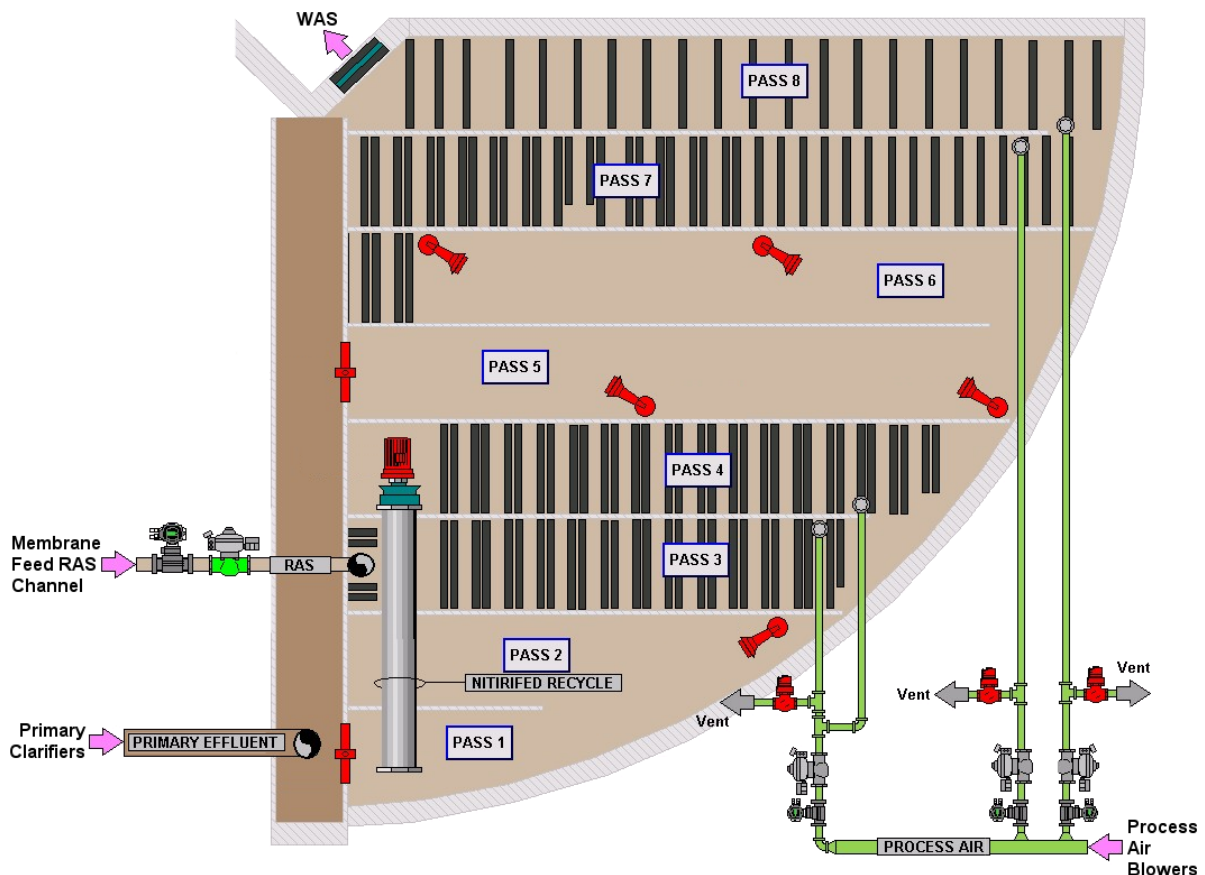 WAS
PASS 8
PASS 7
PASS 6
PASS 5
PASS 4
Membrane
Feed RAS
Channel
RAS
PASS 3
PASS 2
NITIRIFED RECYCLE
Vent
Vent
Vent
Primary
Clarifiers
PRIMARY EFFLUENT
PASS 1
PROCESS AIR
Process
Air
Blowers